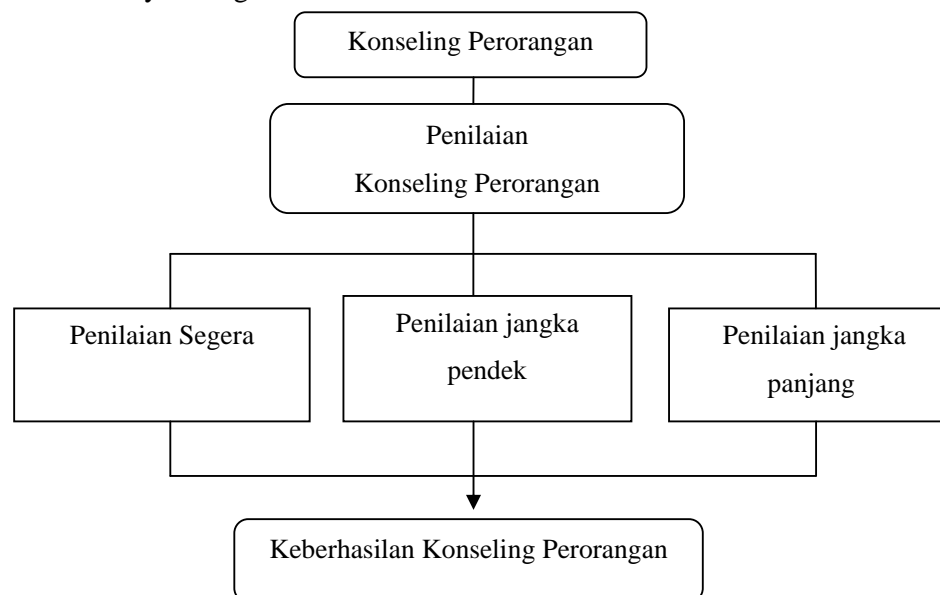 Konseling Perorangan
Penilaian
Konseling Perorangan
Penilaian Segera
Penilaian jangka
pendek
Penilaian jangka
panjang
Keberhasilan Konseling Perorangan